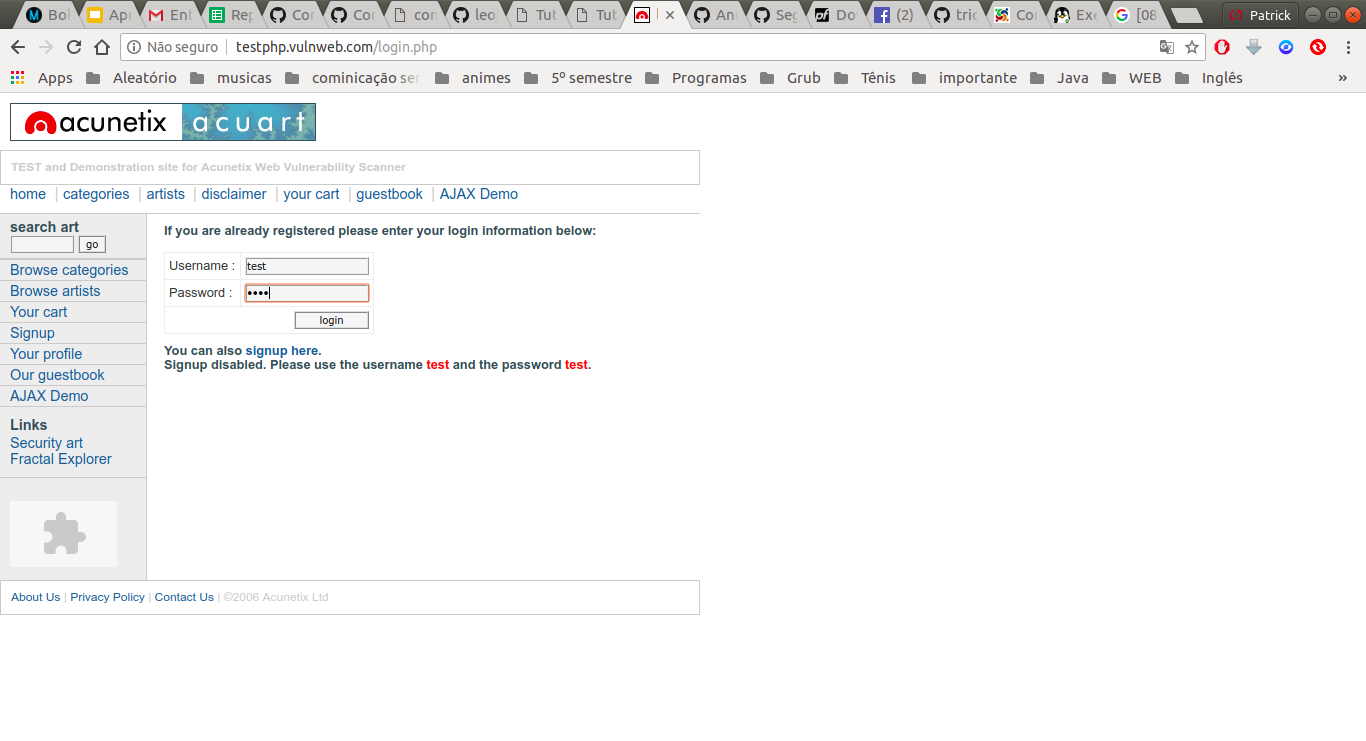 Bol
Ap
Ent
Rep
Cor
Cor
con
leo
Tut
Tut
An
Seg
Do
(2)
tric
Co
Exe
[08
Patrick
Não seguro | testphp.vulnweb.com/login.php
Apps Aleatório musicas cominicação ser animes 5º semestre Programas Grub Tênis importante Java WEB Inglês »
acunetix acuart
TEST and Demonstration site for Acunetix Web Vulnerability Scanner
home | categories | artists | disclaimer | your cart | guestbook | AJAX Demo
search art
go
Browse categories
Browse artists
Your cart
Signup
Your profile
Our guestbook
AJAX Demo
Links
Security art
Fractal Explorer
If you are already registered please enter your login information below:
Username : test
Password : ••••
login
You can also signup here.
Signup disabled. Please use the username test and the password test.
About Us | Privacy Policy | Contact Us | ©2006 Acunetix Ltd